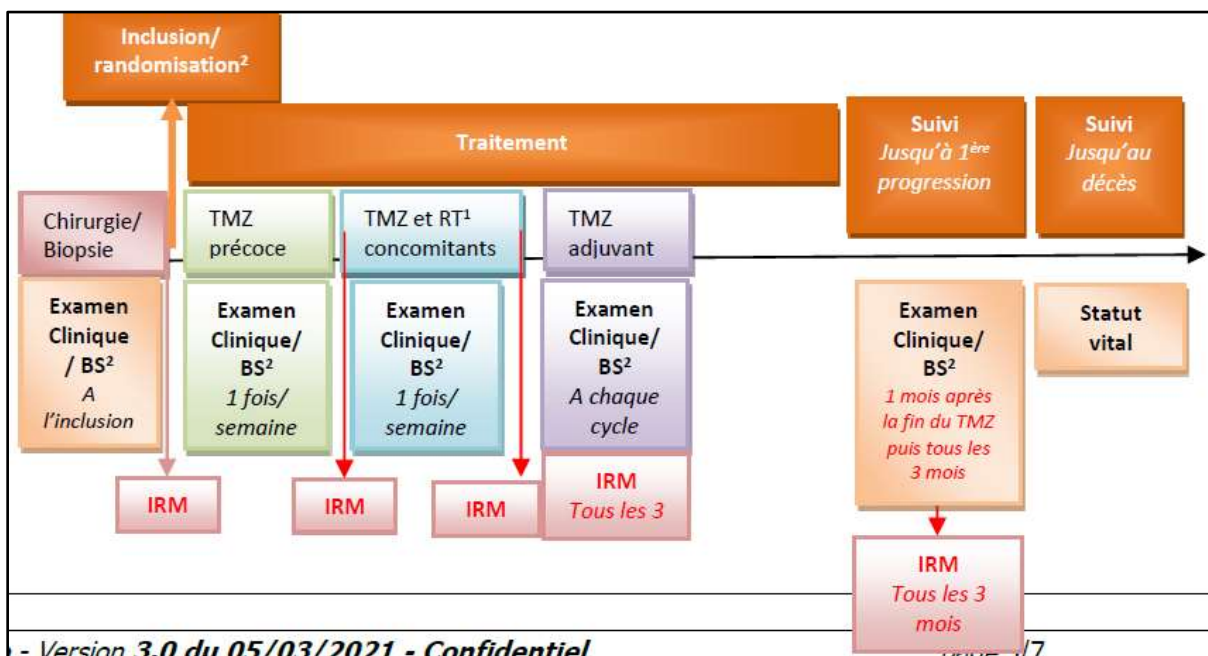 Inclusion/
randomisation²
Traitement
Suivi
Jusqu’à 1ère
progression
Suivi
Jusqu’au
décès
Chirurgie/
Biopsie
TMZ
précoce
TMZ et RT¹
concomitants
TMZ
adjuvant
Examen
Clinique
/ BS²
A
l’inclusion
Examen
Clinique/
BS²
1 fois/
semaine
Examen
Clinique/
BS²
1 fois/
semaine
Examen
Clinique/
BS²
A chaque
cycle
Examen
Clinique/
BS²
1 mois après
la fin du TMZ
puis tous les
3 mois
Statut
vital
IRM
IRM
IRM
IRM
Tous les 3
IRM
Tous les 3
mois
- Version 3.0 du 05/03/2021 - Confidentiel
/7